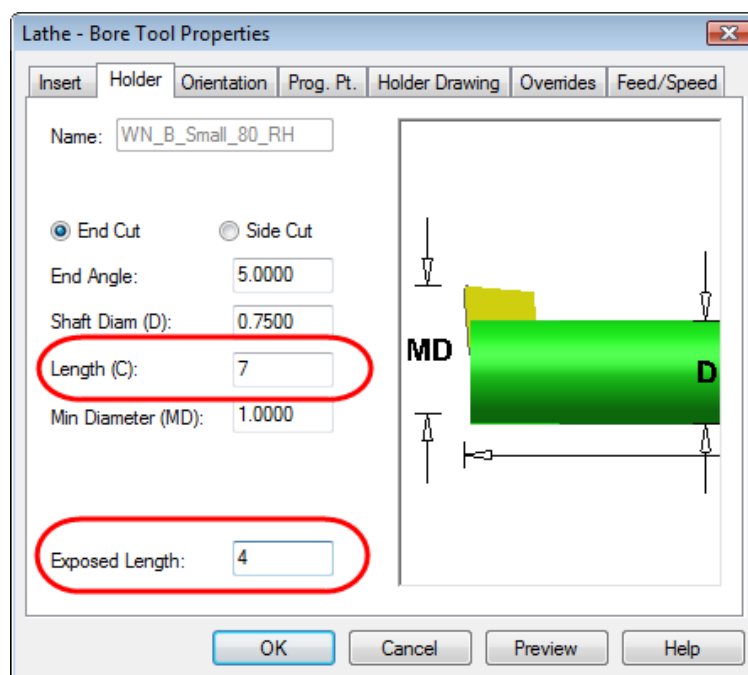 Lathe - Bore Tool Properties
Insert Holder Orientation Prog. Pt. Holder Drawing Overrides Feed/Speed
Name: WN_B_Small_80_RH
End Cut Side Cut
End Angle: 5.0000
Shaft Diam (D): 0.7500
Length (C): 7
Min Diameter (MD): 1.0000
Exposed Length: 4
MD D
OK Cancel Preview Help